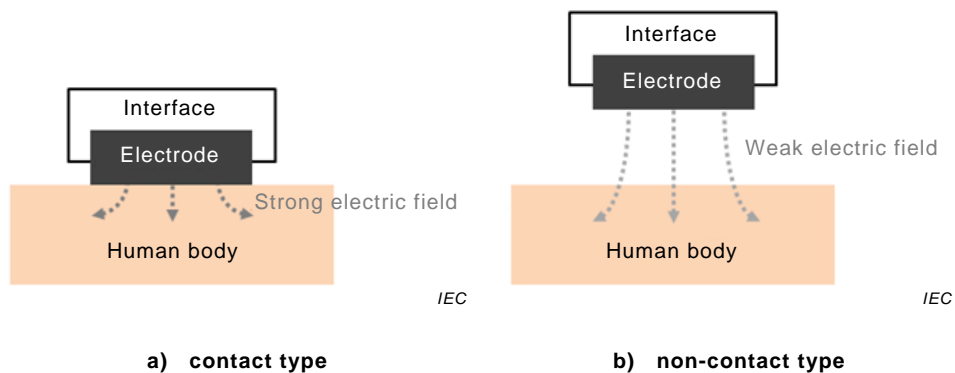 Interface
Electrode
Strong electric field
Human body
IEC
a) contact type
Interface
Electrode
Weak electric field
Human body
IEC
b) non-contact type